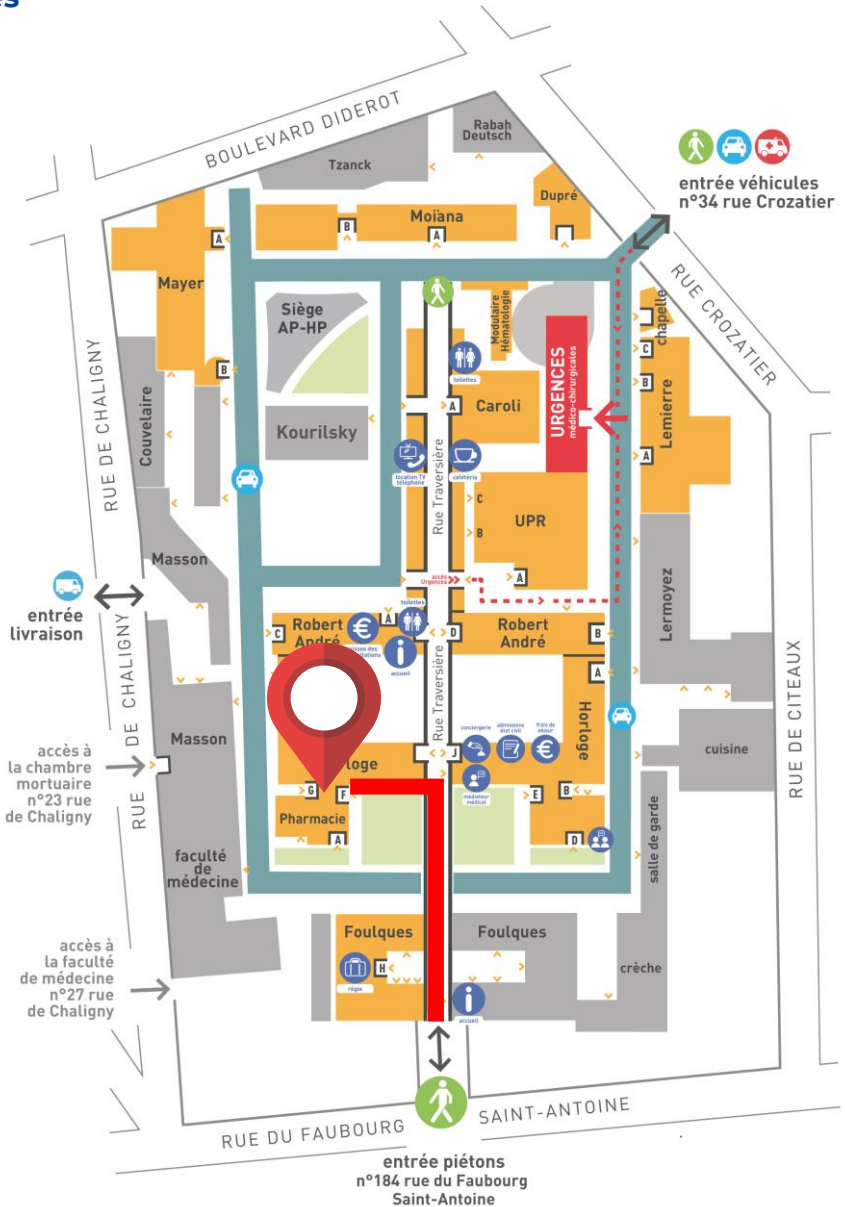 es
BOULEVARD DIDEROT
Rabah
Deutsch
Tzanck
Dupré
entrée véhicules
n°34 rue Crozatier
Moïana
B
A
A
Mayer
RUE CROZATIER
Siège
AP-HP
Modulaire
Hématologie
chapelle
URGENCES
médico-chirurgicales
toilettes
C
B
B
Lemierre
A
Caroli
A
RUE DE CHALIGNY
Couvelaire
Kourilsky
location TV
téléphone
Rue Traversière
cafétéria
C
B
UPR
A
Masson
accès
Urgences
entrée
livraison
Lermoyez
toilettes
C
Robert
André
A
€
accueil
D
Robert
André
B
A
RUE DE CHALIGNY
Rue Traversière
Horloge
RUE DE CITEAUX
conciergerie
admissions
état civil
frais de
séjour
€
Masson
loge
J
cuisine
accès à
la chambre
mortuaire
n°23 rue
de Chaligny
médiateur
médical
G
F
E
B
Pharmacie
A
D
salle de garde
faculté
de
médecine
Foulques
Foulques
H
régie
crèche
accès à
la faculté
de médecine
n°27 rue
de Chaligny
accueil
RUE DU FAUBOURG SAINT-ANTOINE
entrée piétons
n°184 rue du Faubourg
Saint-Antoine